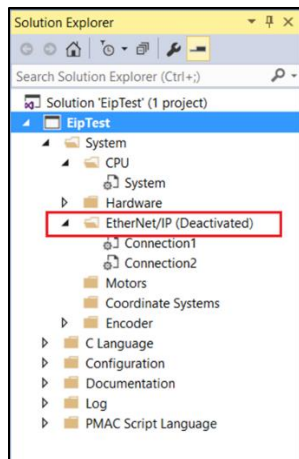 Solution Explorer
Search Solution Explorer (Ctrl+;)
Solution 'EipTest' (1 project)
EipTest
System
CPU
System
Hardware
EtherNet/IP (Deactivated)
Connection1
Connection2
Motors
Coordinate Systems
Encoder
C Language
Configuration
Documentation
Log
PMAC Script Language